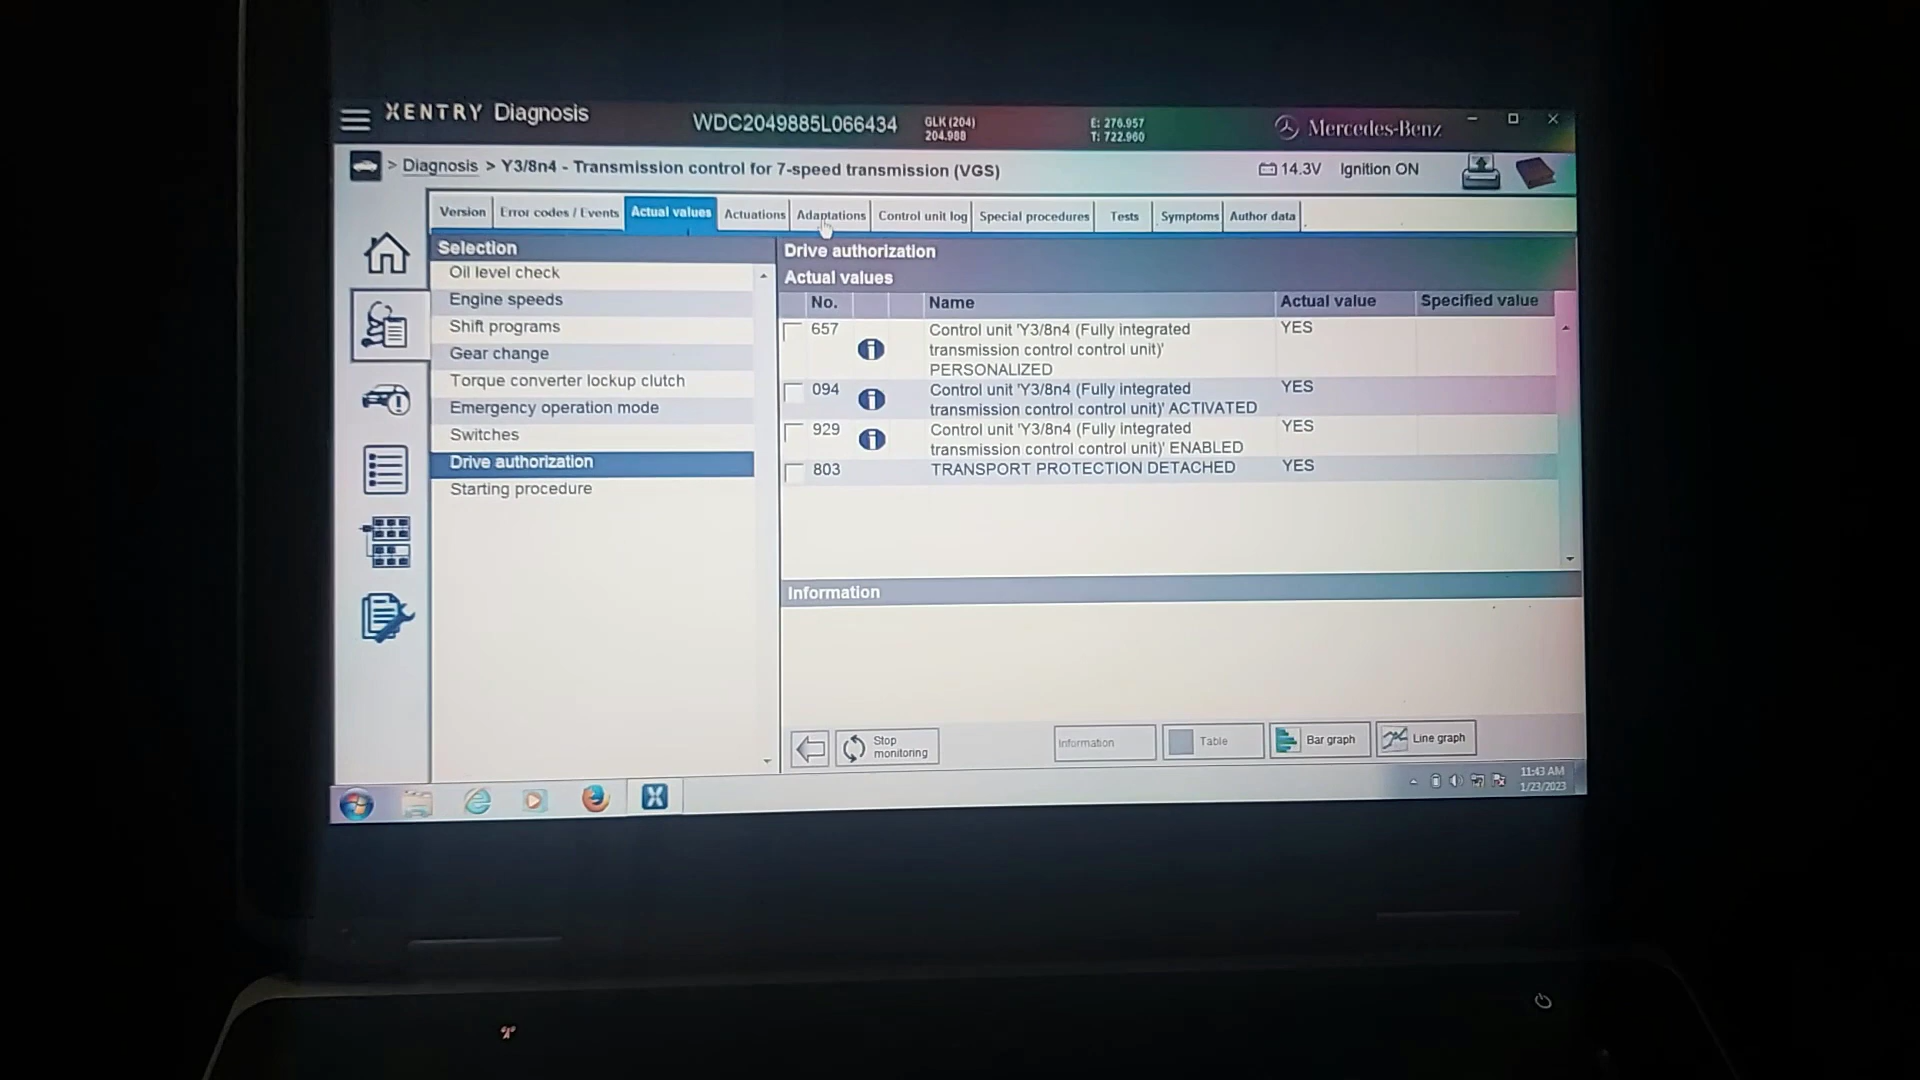 XENTRY Diagnosis
WDC2049885L066434
GLK (204)
204.988
E: 276.957
T: 722.960
Mercedes-Benz
> Diagnosis > Y3/8n4 - Transmission control for 7-speed transmission (VGS)
14.3V Ignition ON
Version Error codes / Events Actual values Actuations Adaptations Control unit log Special procedures Tests Symptoms Author data
Selection
Oil level check
Engine speeds
Shift programs
Gear change
Torque converter lockup clutch
Emergency operation mode
Switches
Drive authorization
Starting procedure
Drive authorization
Actual values
No. Name Actual value Specified value
657 Control unit 'Y3/8n4 (Fully integrated YES
transmission control control unit)'
PERSONALIZED
094 Control unit 'Y3/8n4 (Fully integrated YES
transmission control control unit)' ACTIVATED
929 Control unit 'Y3/8n4 (Fully integrated YES
transmission control control unit)' ENABLED
803 TRANSPORT PROTECTION DETACHED YES
Information
Stop
monitoring
Information
Table
Bar graph
Line graph
11:43 AM
1/23/2023